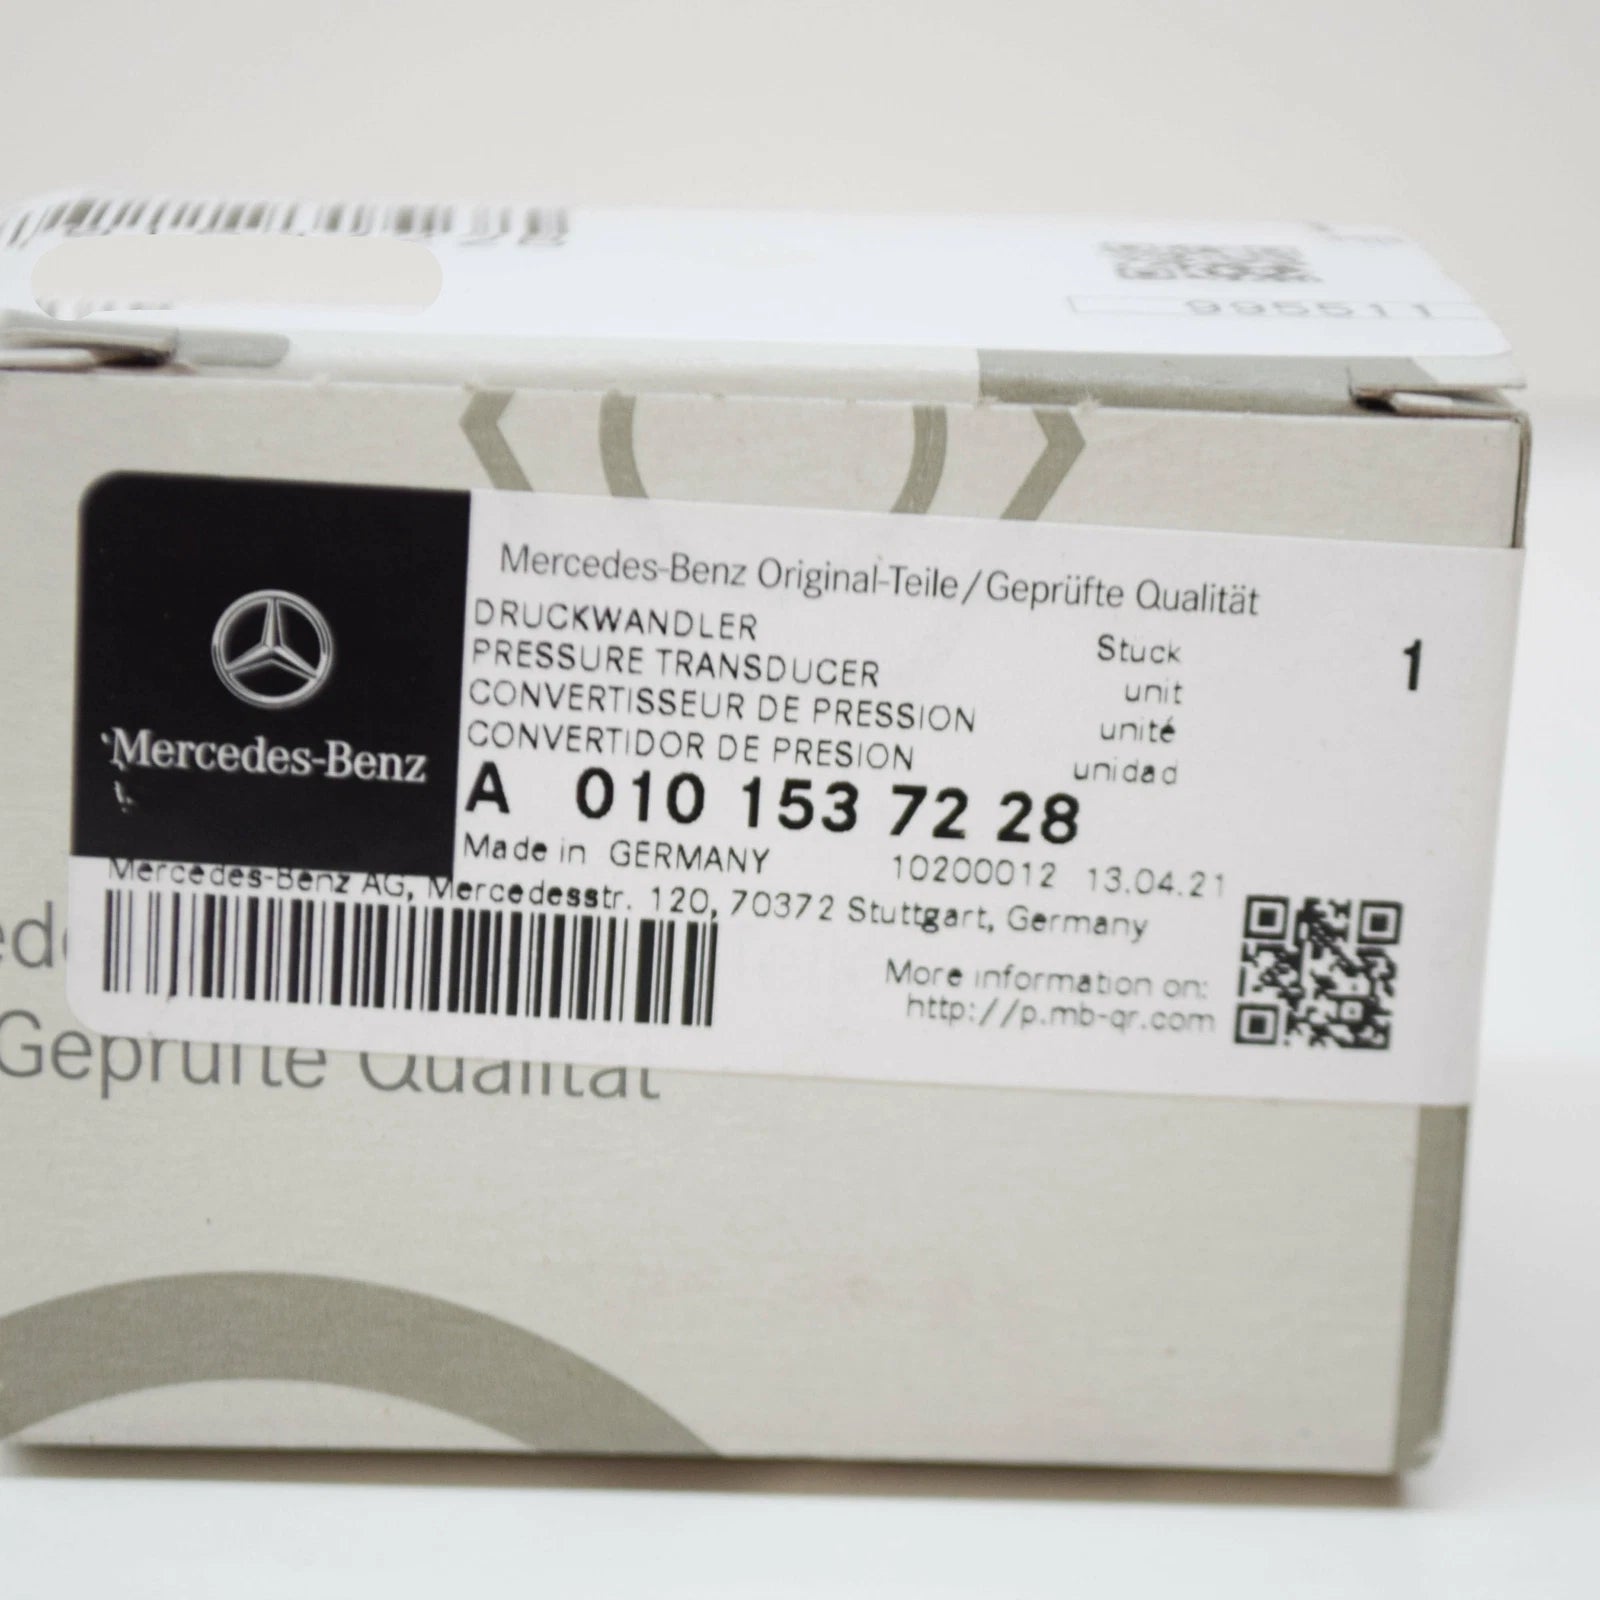 995511
Mercedes-Benz Original-Teile/Geprüfte Qualität
DRUCKWANDLER
PRESSURE TRANSDUCER
CONVERTISSEUR DE PRESSION
CONVERTIDOR DE PRESION
Stuck
unit
unité
unidad
1
Mercedes-Benz
A 010 153 72 28
Made in GERMANY 10200012 13.04.21
Mercedes-Benz AG, Mercedesstr. 120, 70372 Stuttgart, Germany
More information on:
http://p.mb-qr.com
Geprüfte Qualität